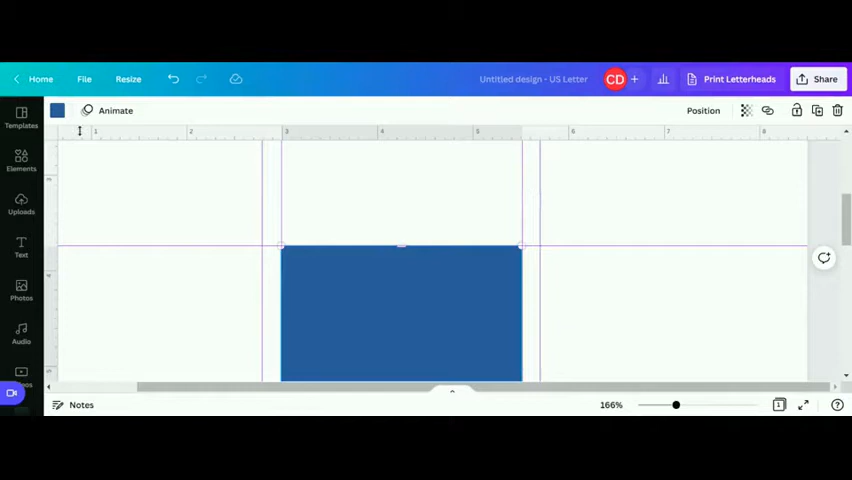 Home File Resize Untitled design - US Letter CD + Print Letterheads Share
Animate Position
1 2 3 4 5 6 7 8
Templates
Elements
Uploads
Text
Photos
Audio
Notes 166% 1